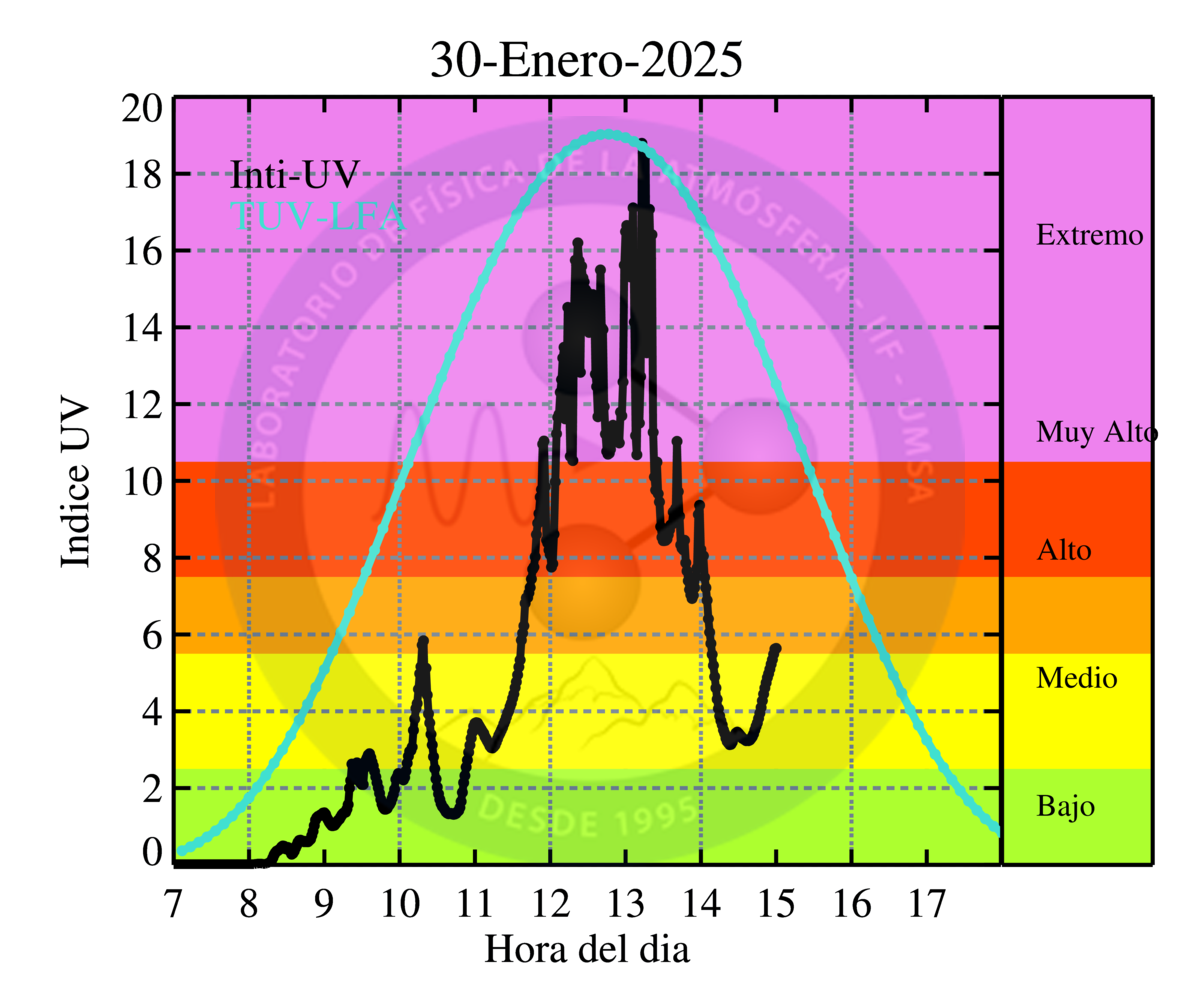 30-Enero-2025
Inti-UV
TUV-LFA
Indice UV
20
18
16
14
12
10
8
6
4
2
0
7 8 9 10 11 12 13 14 15 16 17
Hora del dia
Extremo
Muy Alto
Alto
Medio
Bajo
LABORATORIO DE FÍSICA DE LA ATMÓSFERA - IIF - UMSA
DESDE 1995